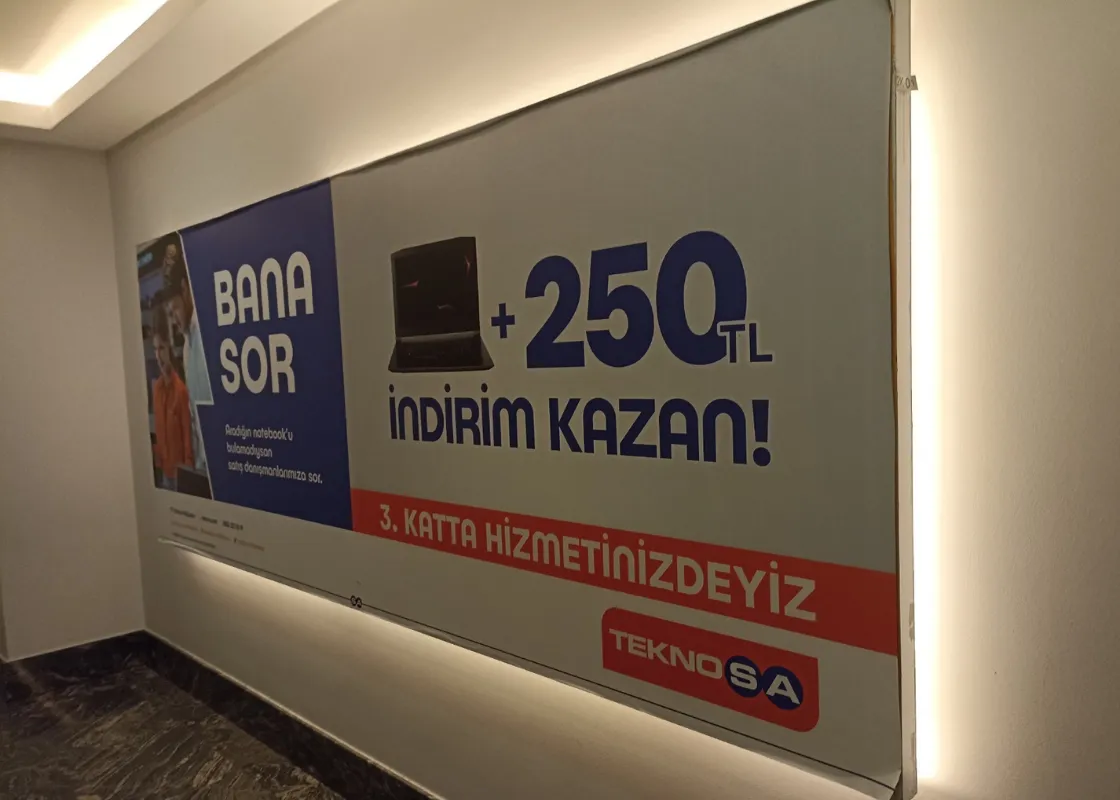 BANA
SOR
Aradığın notebook'u
bulamadıysan
satış danışmanlarımıza sor.
+ 250 TL
İNDİRİM KAZAN!
3. KATTA HİZMETİNİZDEYİZ
TEKNOSA